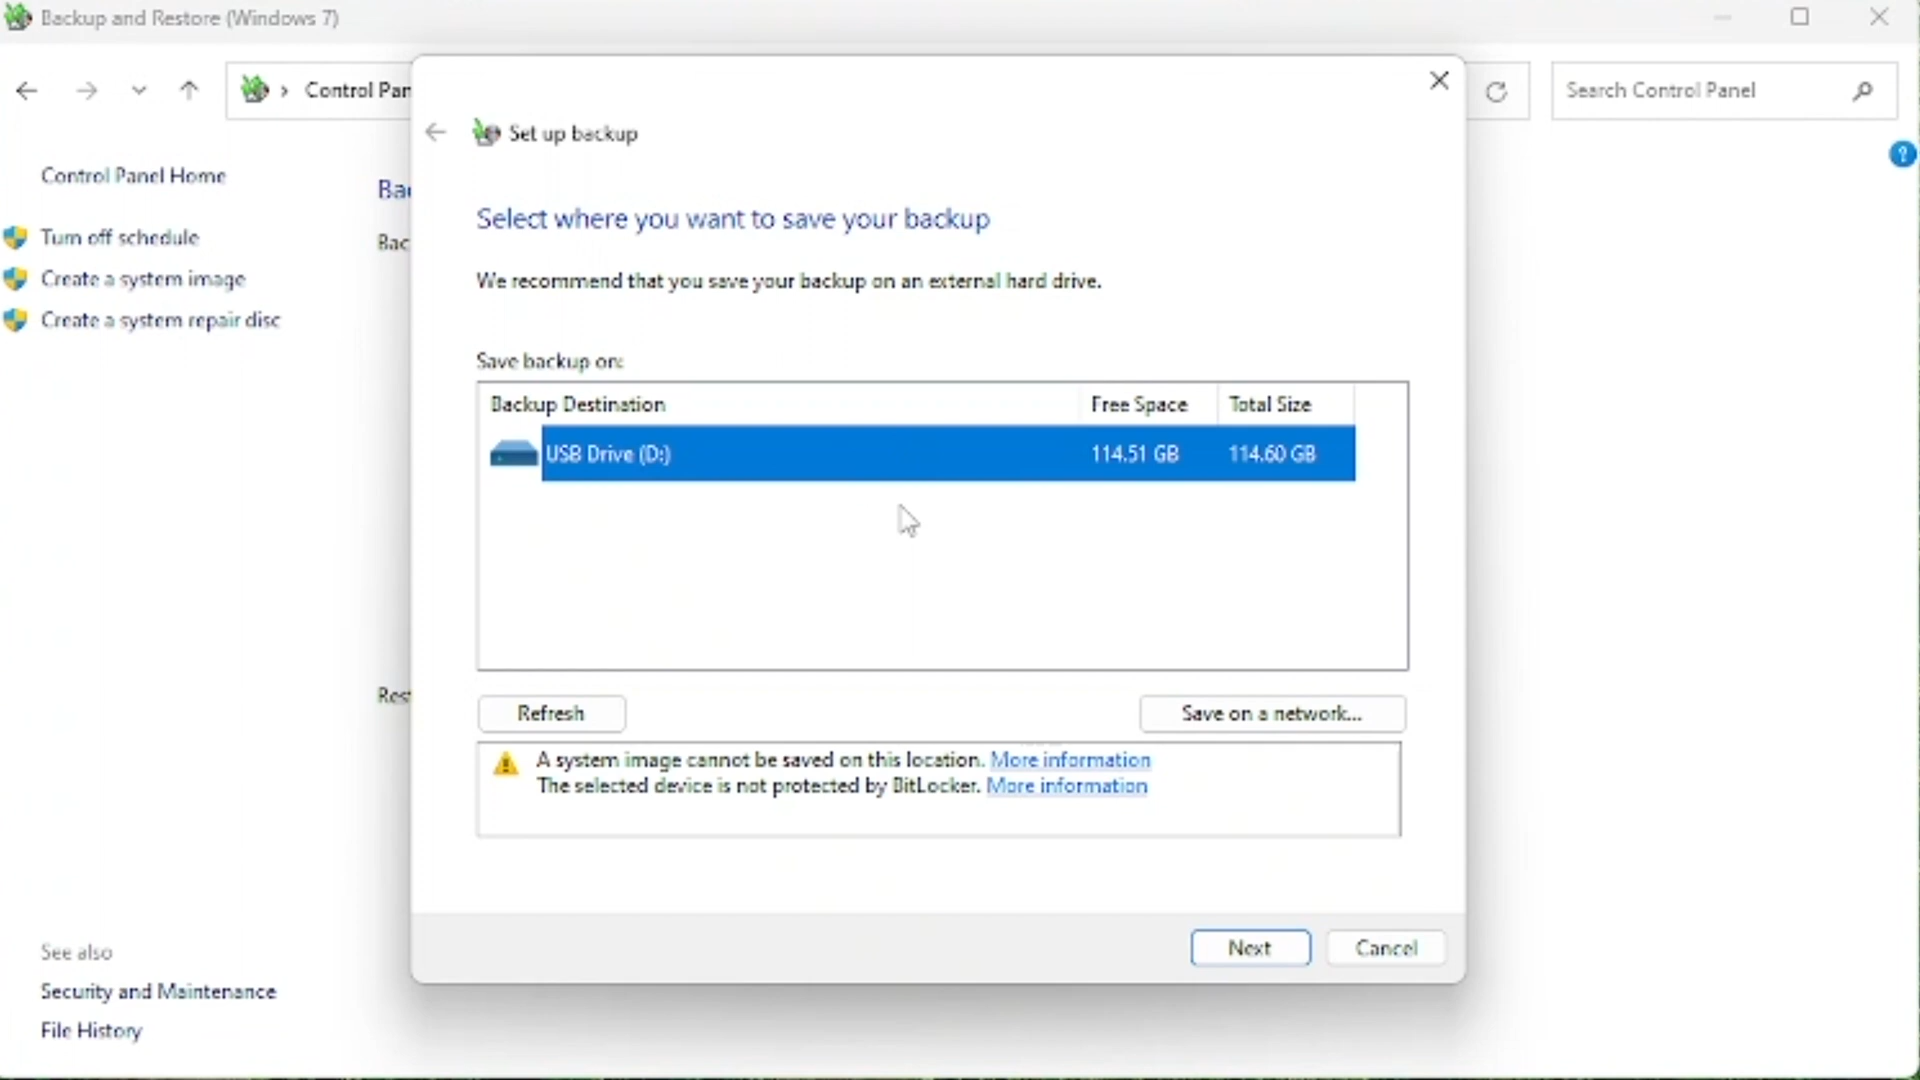 Backup and Restore (Windows 7)
Control Pan
Search Control Panel
Set up backup
Control Panel Home
Turn off schedule
Create a system image
Create a system repair disc
Select where you want to save your backup
We recommend that you save your backup on an external hard drive.
Save backup on:
Backup Destination Free Space Total Size
USB Drive (D:) 114.51 GB 114.60 GB
Refresh Save on a network...
A system image cannot be saved on this location. More information
The selected device is not protected by BitLocker. More information
Next Cancel
See also
Security and Maintenance
File History